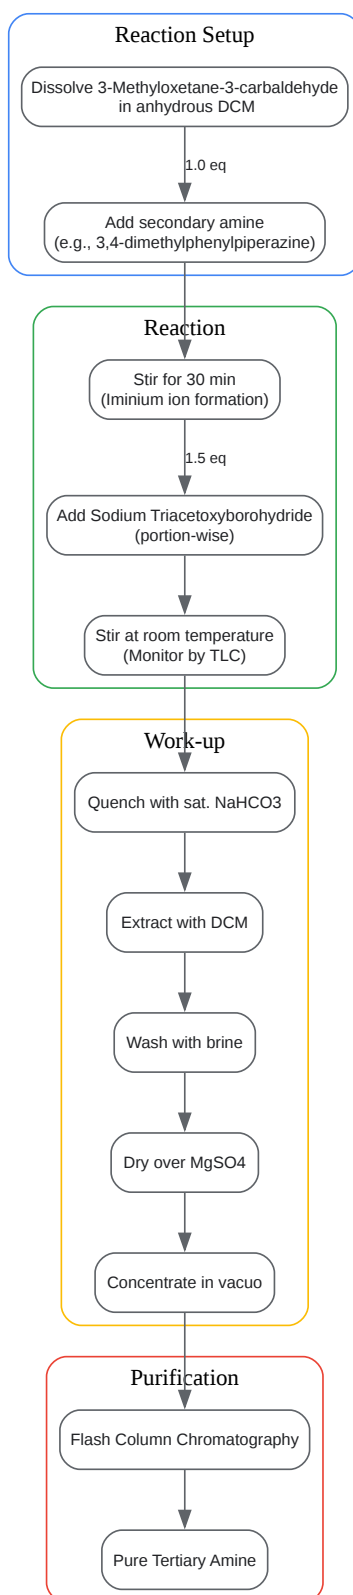 Reaction Setup
Dissolve 3-Methyloxetane-3-carbaldehyde
in anhydrous DCM
1.0 eq
Add secondary amine
(e.g., 3,4-dimethylphenylpiperazine)
Reaction
Stir for 30 min
(Iminium ion formation)
1.5 eq
Add Sodium Triacetoxyborohydride
(portion-wise)
Stir at room temperature
(Monitor by TLC)
Work-up
Quench with sat. NaHCO3
Extract with DCM
Wash with brine
Dry over MgSO4
Concentrate in vacuo
Purification
Flash Column Chromatography
Pure Tertiary Amine